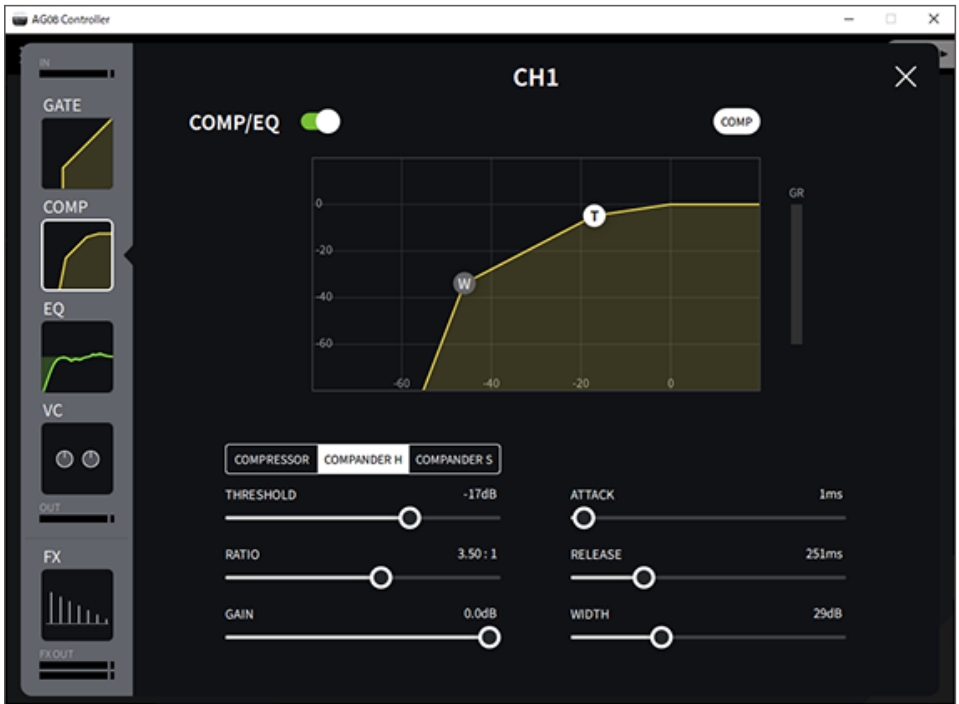 AG08 Controller
IN
CH1
GATE
COMP/EQ
COMP
COMP
GR
0
-20
-40
-60
W
T
-60
-40
-20
0
EQ
VC
COMPRESSOR COMPANDER H COMPANDER S
THRESHOLD -17dB
ATTACK 1ms
OUT
RATIO 3.50 : 1
RELEASE 251ms
FX
GAIN 0.0dB
WIDTH 29dB
FX OUT